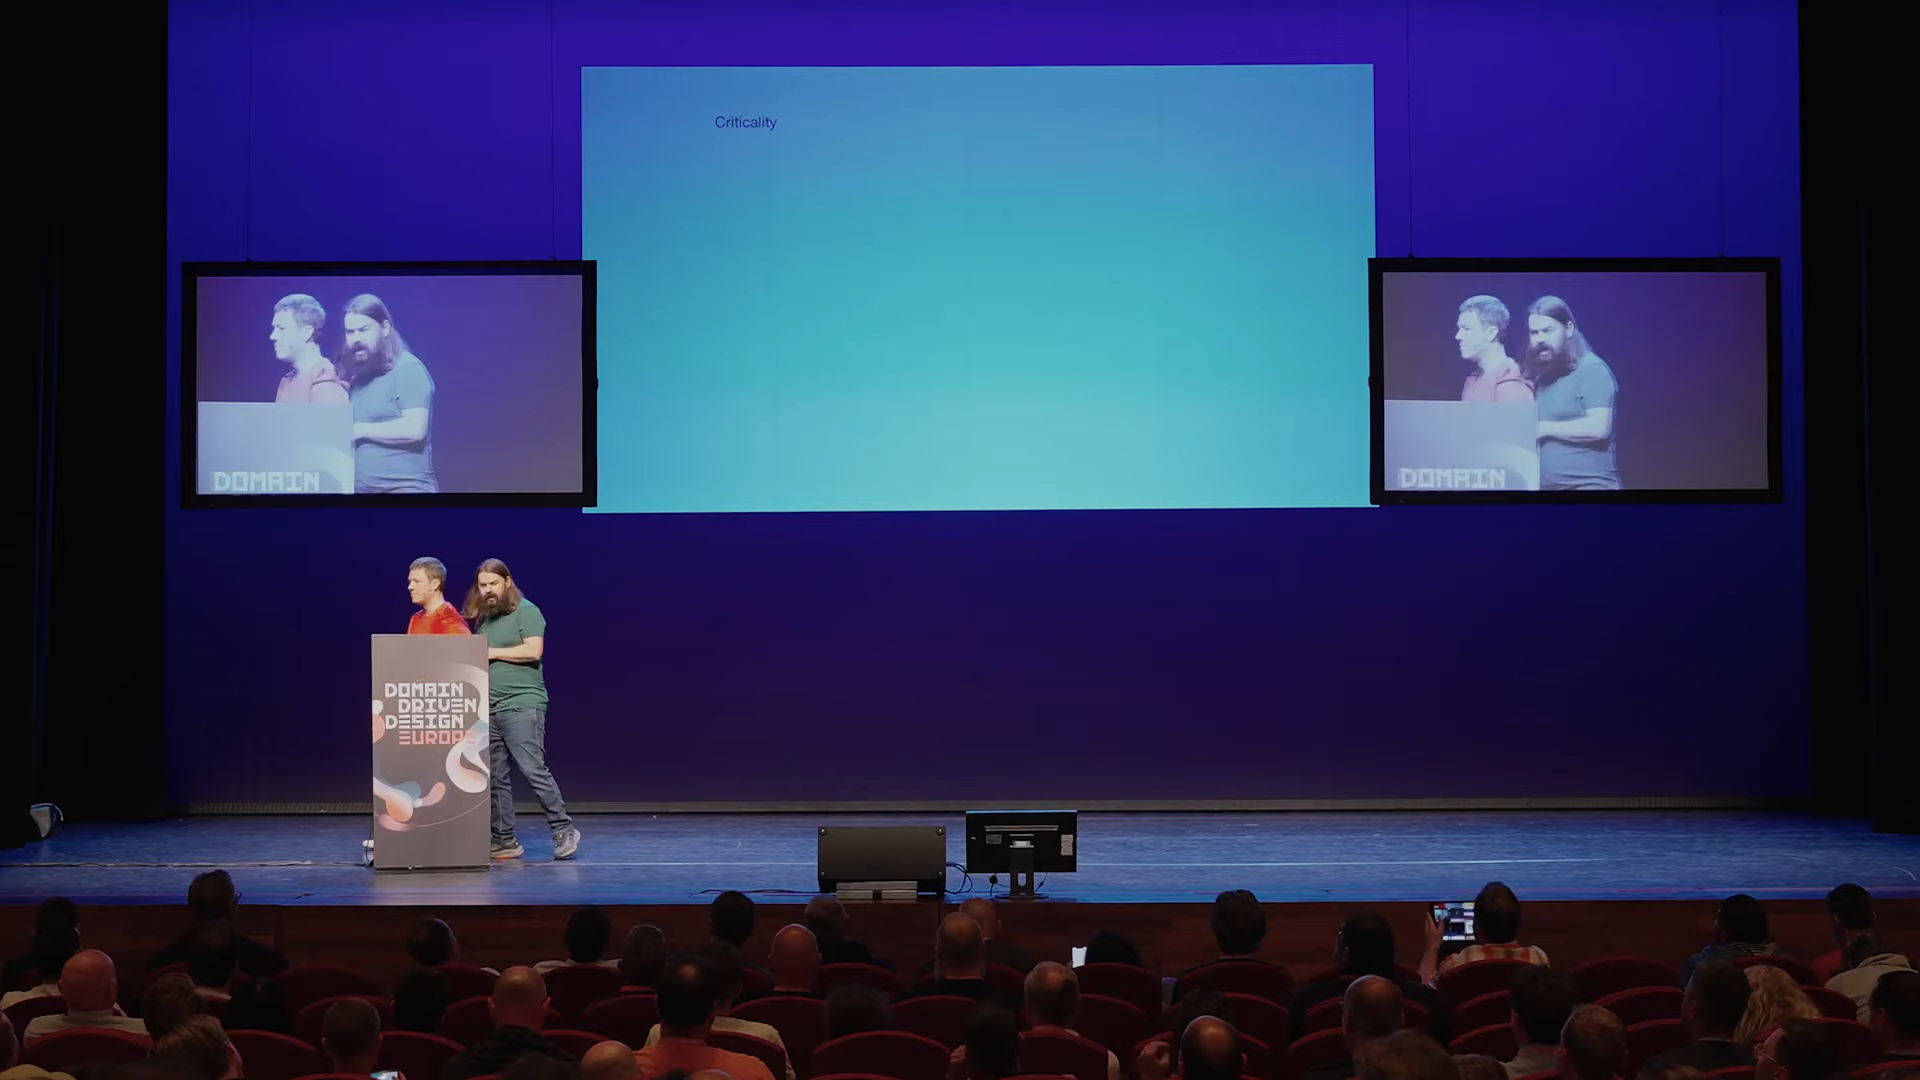 Criticality
DOMAIN
DOMAIN
DOMAIN
DRIVEN
DESIGN
EUROPE